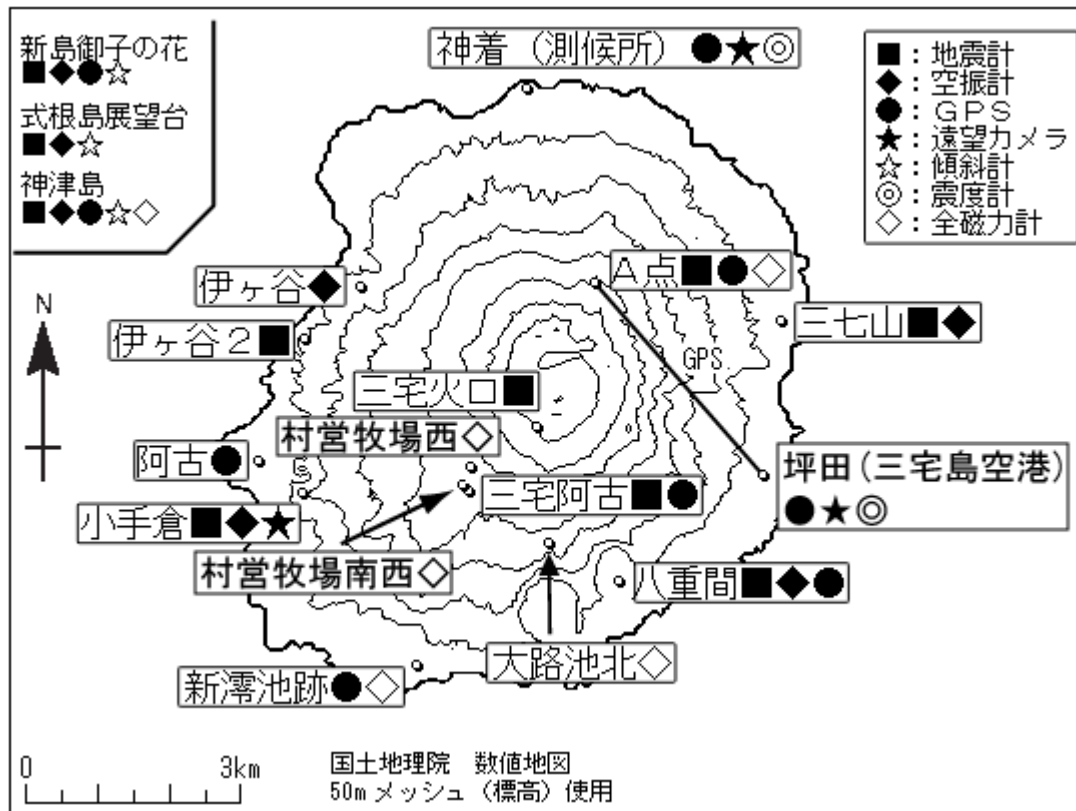 新島御子の花
■◆●☆
式根島展望台
■◆☆
神津島
■◆●☆◇
神着（測候所） ●★◎
■：地震計
◆：空振計
●：ＧＰＳ
★：遠望カメラ
☆：傾斜計
◎：震度計
◇：全磁力計
伊ヶ谷◆
Ａ点■●◇
N
伊ヶ谷２■
三七山■◆
GPS
三宅火口■
村営牧場西◇
阿古●
三宅阿古■●
坪田（三宅島空港）
●★◎
小手倉■◆★
村営牧場南西◇
八重間■◆●
新澪池跡●◇
大路池北◇
0 3km
国土地理院　数値地図
50mメッシュ（標高）使用